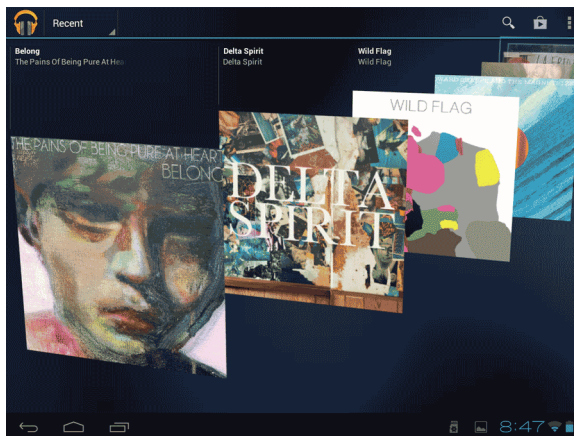 Recent
Belong
The Pains Of Being Pure At Hea
Delta Spirit
Delta Spirit
Wild Flag
Wild Flag
THE PAINS OF BEING PURE AT HEART
BELONG
DELTA
SPIRIT
WILD FLAG
8:47